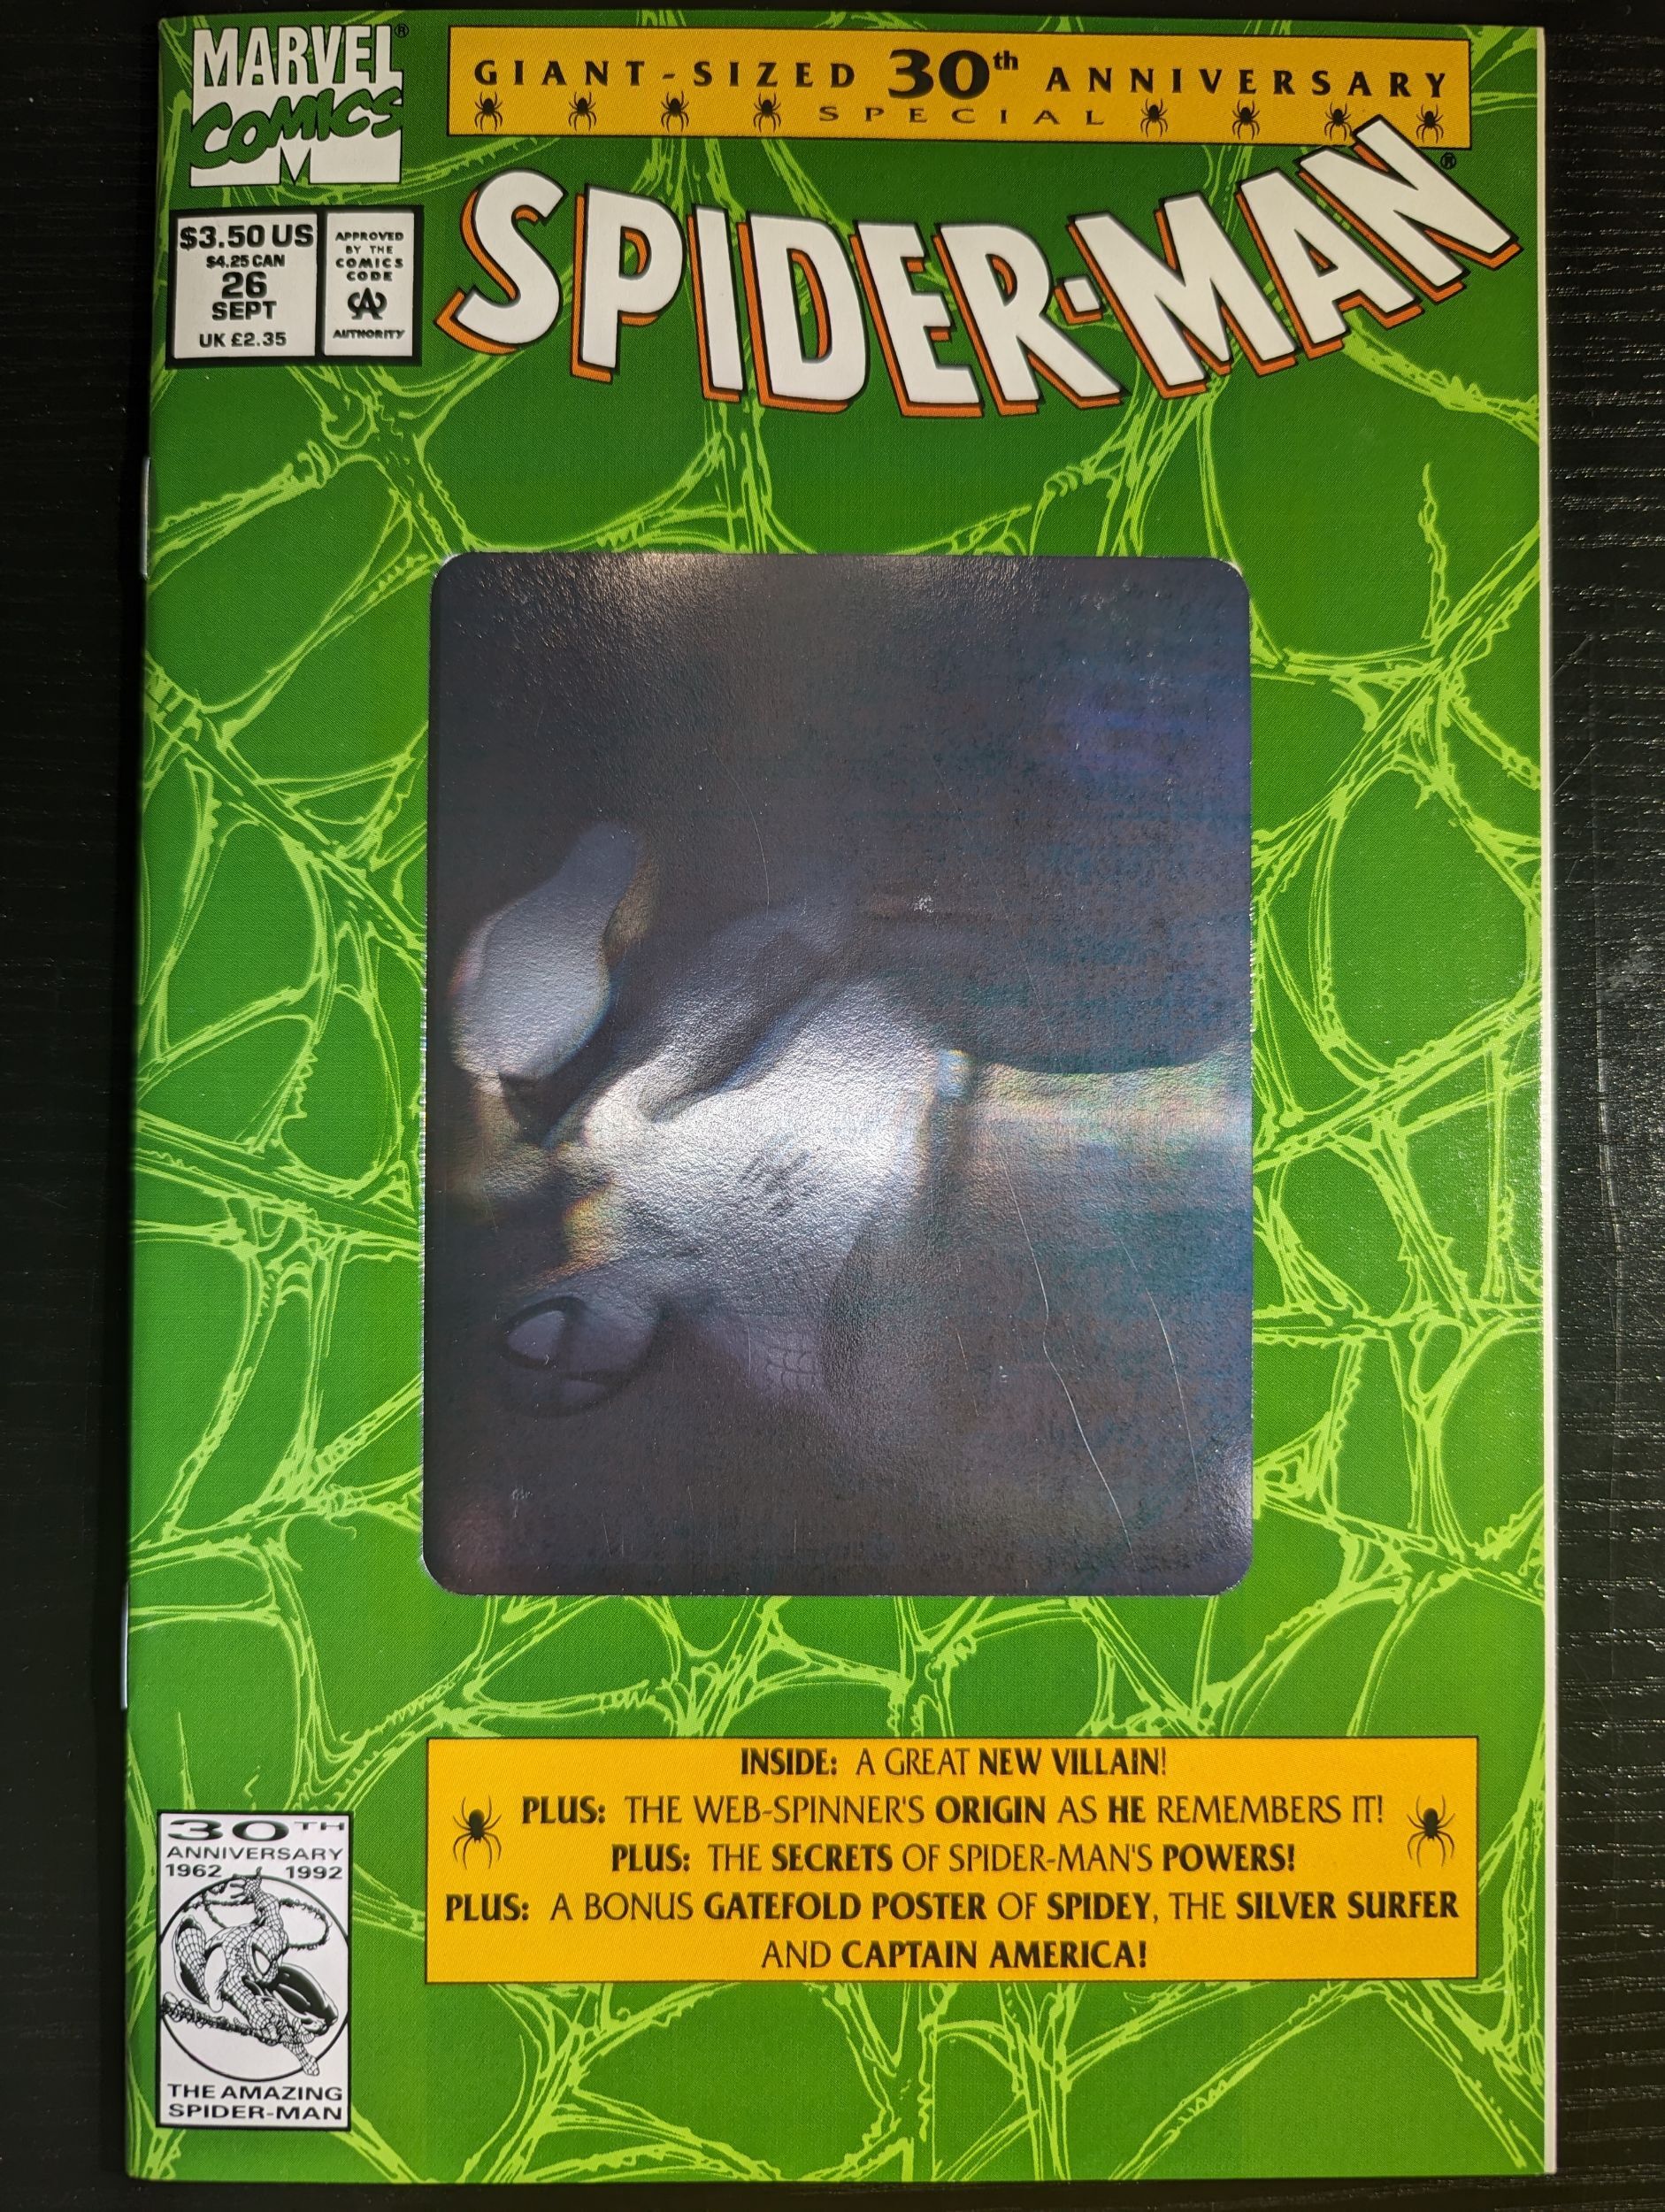 MARVEL®
COMICS
M
GIANT-SIZED 30th ANNIVERSARY
SPECIAL
SPIDER-MAN®
$3.50 US
$4.25 CAN
26
SEPT
UK £2.35
APPROVED
BY THE
COMICS
CODE
CA
AUTHORITY
INSIDE: A GREAT NEW VILLAIN!
PLUS: THE WEB-SPINNER'S ORIGIN AS HE REMEMBERS IT!
PLUS: THE SECRETS OF SPIDER-MAN'S POWERS!
PLUS: A BONUS GATEFOLD POSTER OF SPIDEY, THE SILVER SURFER
AND CAPTAIN AMERICA!
30TH
ANNIVERSARY
1962 1992
THE AMAZING
SPIDER-MAN